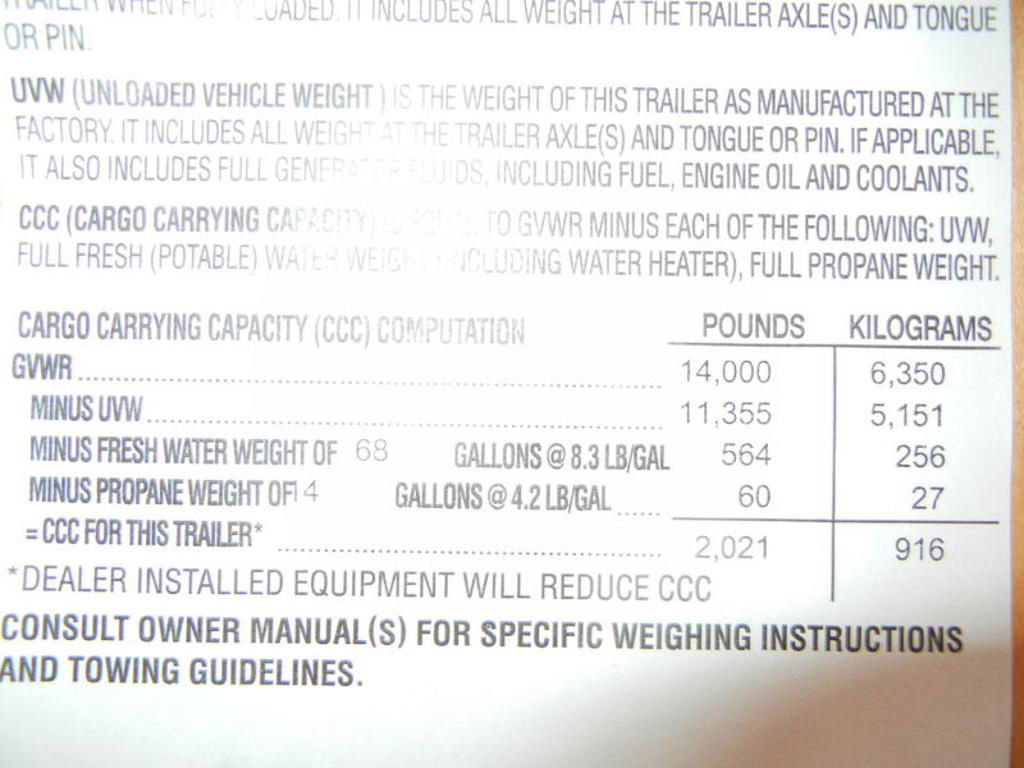 TRAILER WHEN FULLY LOADED. IT INCLUDES ALL WEIGHT AT THE TRAILER AXLE(S) AND TONGUE
OR PIN.
UVW (UNLOADED VEHICLE WEIGHT ) IS THE WEIGHT OF THIS TRAILER AS MANUFACTURED AT THE
FACTORY. IT INCLUDES ALL WEIGHT AT THE TRAILER AXLE(S) AND TONGUE OR PIN. IF APPLICABLE,
IT ALSO INCLUDES FULL GENERATOR FLUIDS, INCLUDING FUEL, ENGINE OIL AND COOLANTS.
CCC (CARGO CARRYING CAPACITY) IS EQUAL TO GVWR MINUS EACH OF THE FOLLOWING: UVW,
FULL FRESH (POTABLE) WATER WEIGHT (INCLUDING WATER HEATER), FULL PROPANE WEIGHT.
CARGO CARRYING CAPACITY (CCC) COMPUTATION POUNDS KILOGRAMS
GVWR 14,000 6,350
MINUS UVW 11,355 5,151
MINUS FRESH WATER WEIGHT OF 68 GALLONS @ 8.3 LB/GAL 564 256
MINUS PROPANE WEIGHT OF 14 GALLONS @ 4.2 LB/GAL 60 27
= CCC FOR THIS TRAILER* 2,021 916
*DEALER INSTALLED EQUIPMENT WILL REDUCE CCC
CONSULT OWNER MANUAL(S) FOR SPECIFIC WEIGHING INSTRUCTIONS
AND TOWING GUIDELINES.